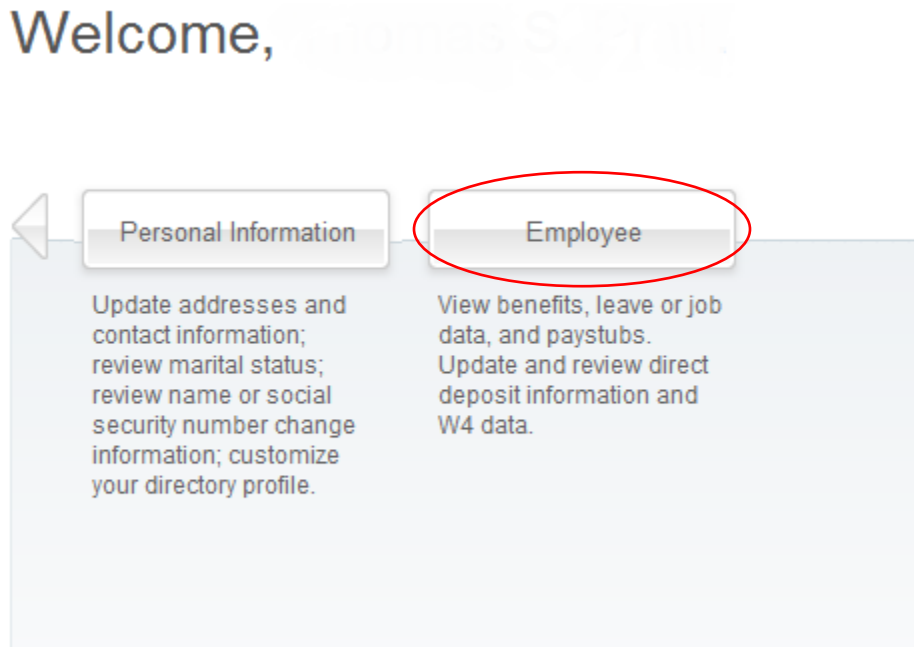 Welcome,
Personal Information
Employee
Update addresses and
contact information;
review marital status;
review name or social
security number change
information; customize
your directory profile.
View benefits, leave or job
data, and paystubs.
Update and review direct
deposit information and
W4 data.